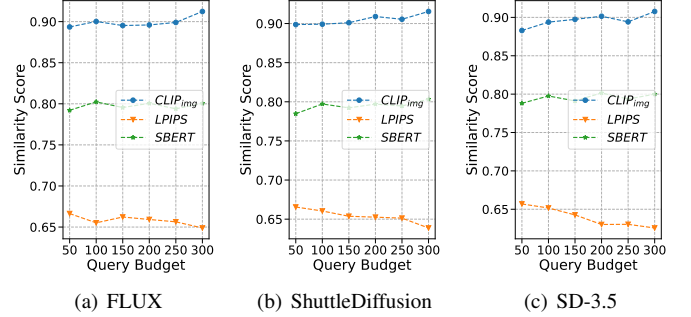 0.90
0.85
0.80
0.75
0.70
0.65
Similarity Score
CLIPimg
LPIPS
SBERT
50 100 150 200 250 300
Query Budget
(a) FLUX
0.90
0.85
0.80
0.75
0.70
0.65
Similarity Score
CLIPimg
LPIPS
SBERT
50 100 150 200 250 300
Query Budget
(b) ShuttleDiffusion
0.90
0.85
0.80
0.75
0.70
0.65
Similarity Score
CLIPimg
LPIPS
SBERT
50 100 150 200 250 300
Query Budget
(c) SD-3.5